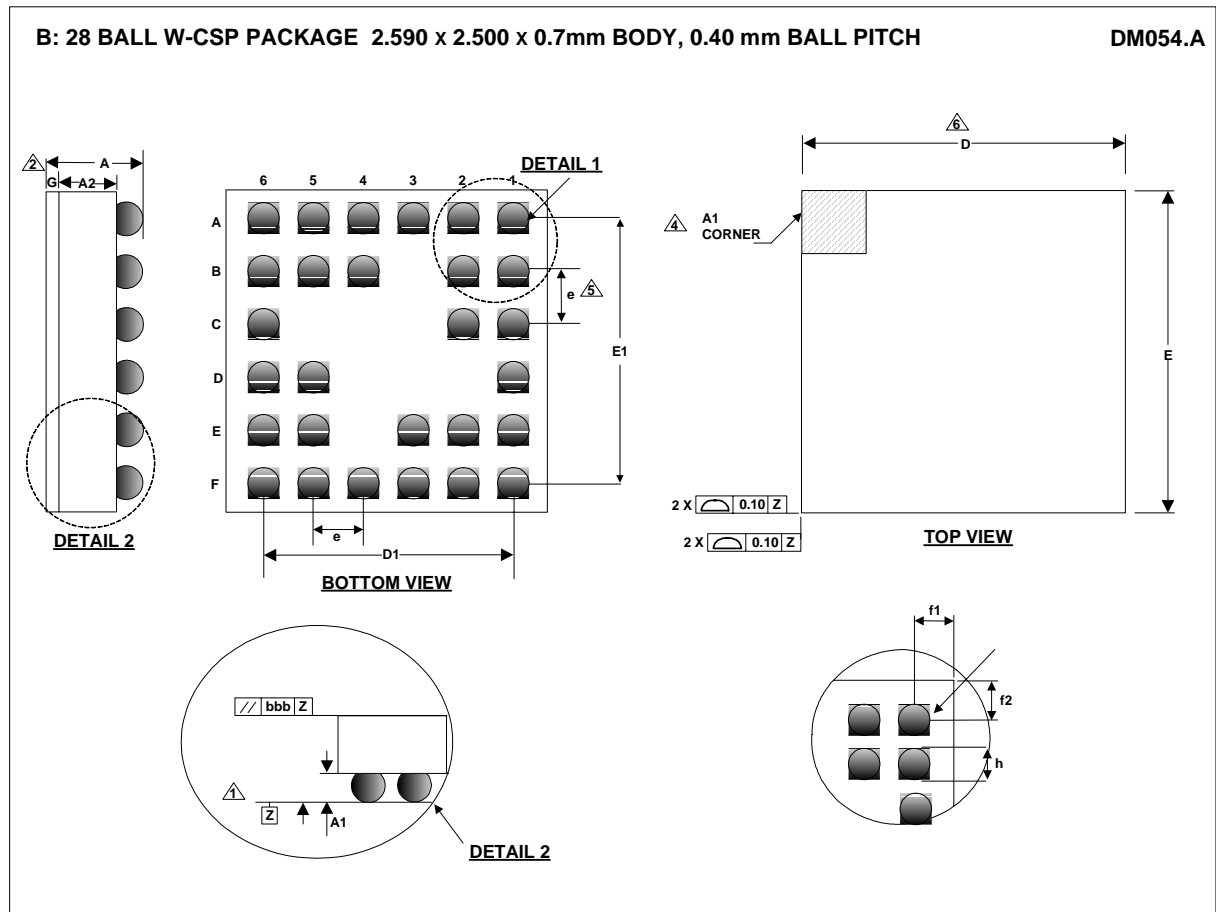 B: 28 BALL W-CSP PACKAGE 2.590 X 2.500 X 0.7mm BODY, 0.40 mm BALL PITCH
DM054.A
2
A
G
A2
DETAIL 2
6 5 4 3 2 1
DETAIL 1
A
B
C
D
E
F
e
5
E1
e
D1
BOTTOM VIEW
6
D
4
A1
CORNER
E
2 X 0.10 Z
2 X 0.10 Z
TOP VIEW
// bbb Z
1
Z
A1
DETAIL 2
f1
f2
h